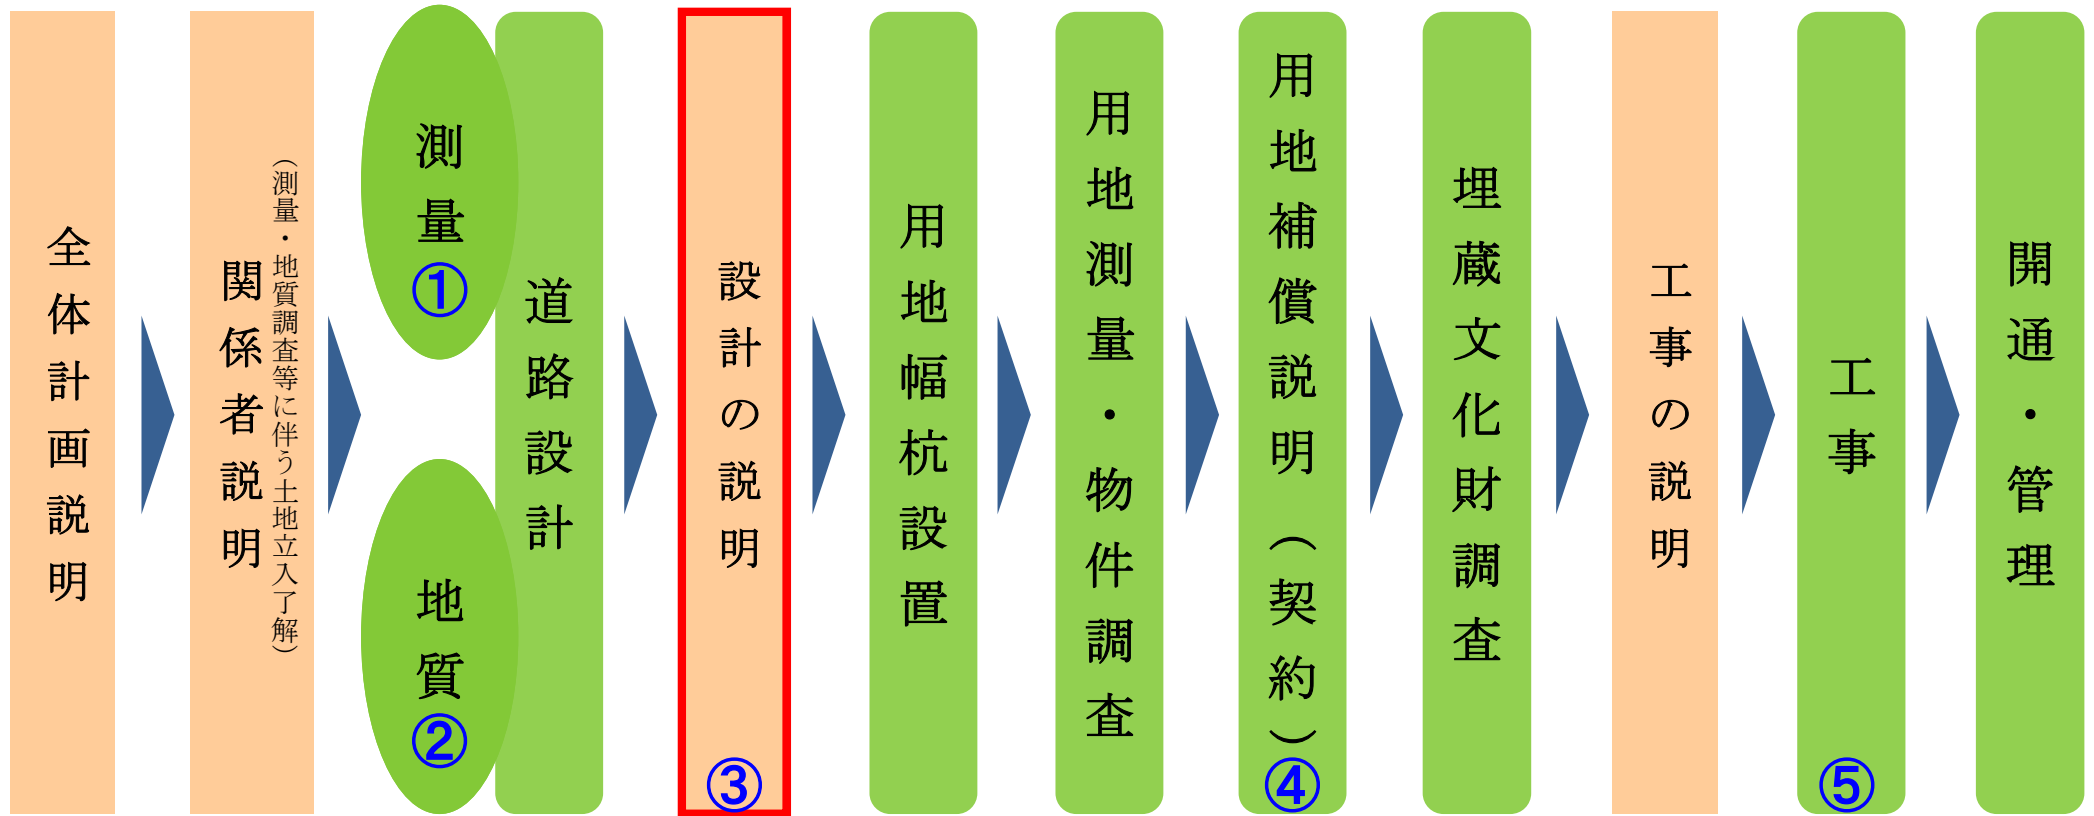 全体計画説明
関係者説明
（測量・地質調査等に伴う土地立入了解）
測量①
地質②
道路設計
設計の説明
③
用地幅杭設置
用地測量・物件調査
用地補償説明（契約）④
埋蔵文化財調査
工事の説明
工事
⑤
開通・管理